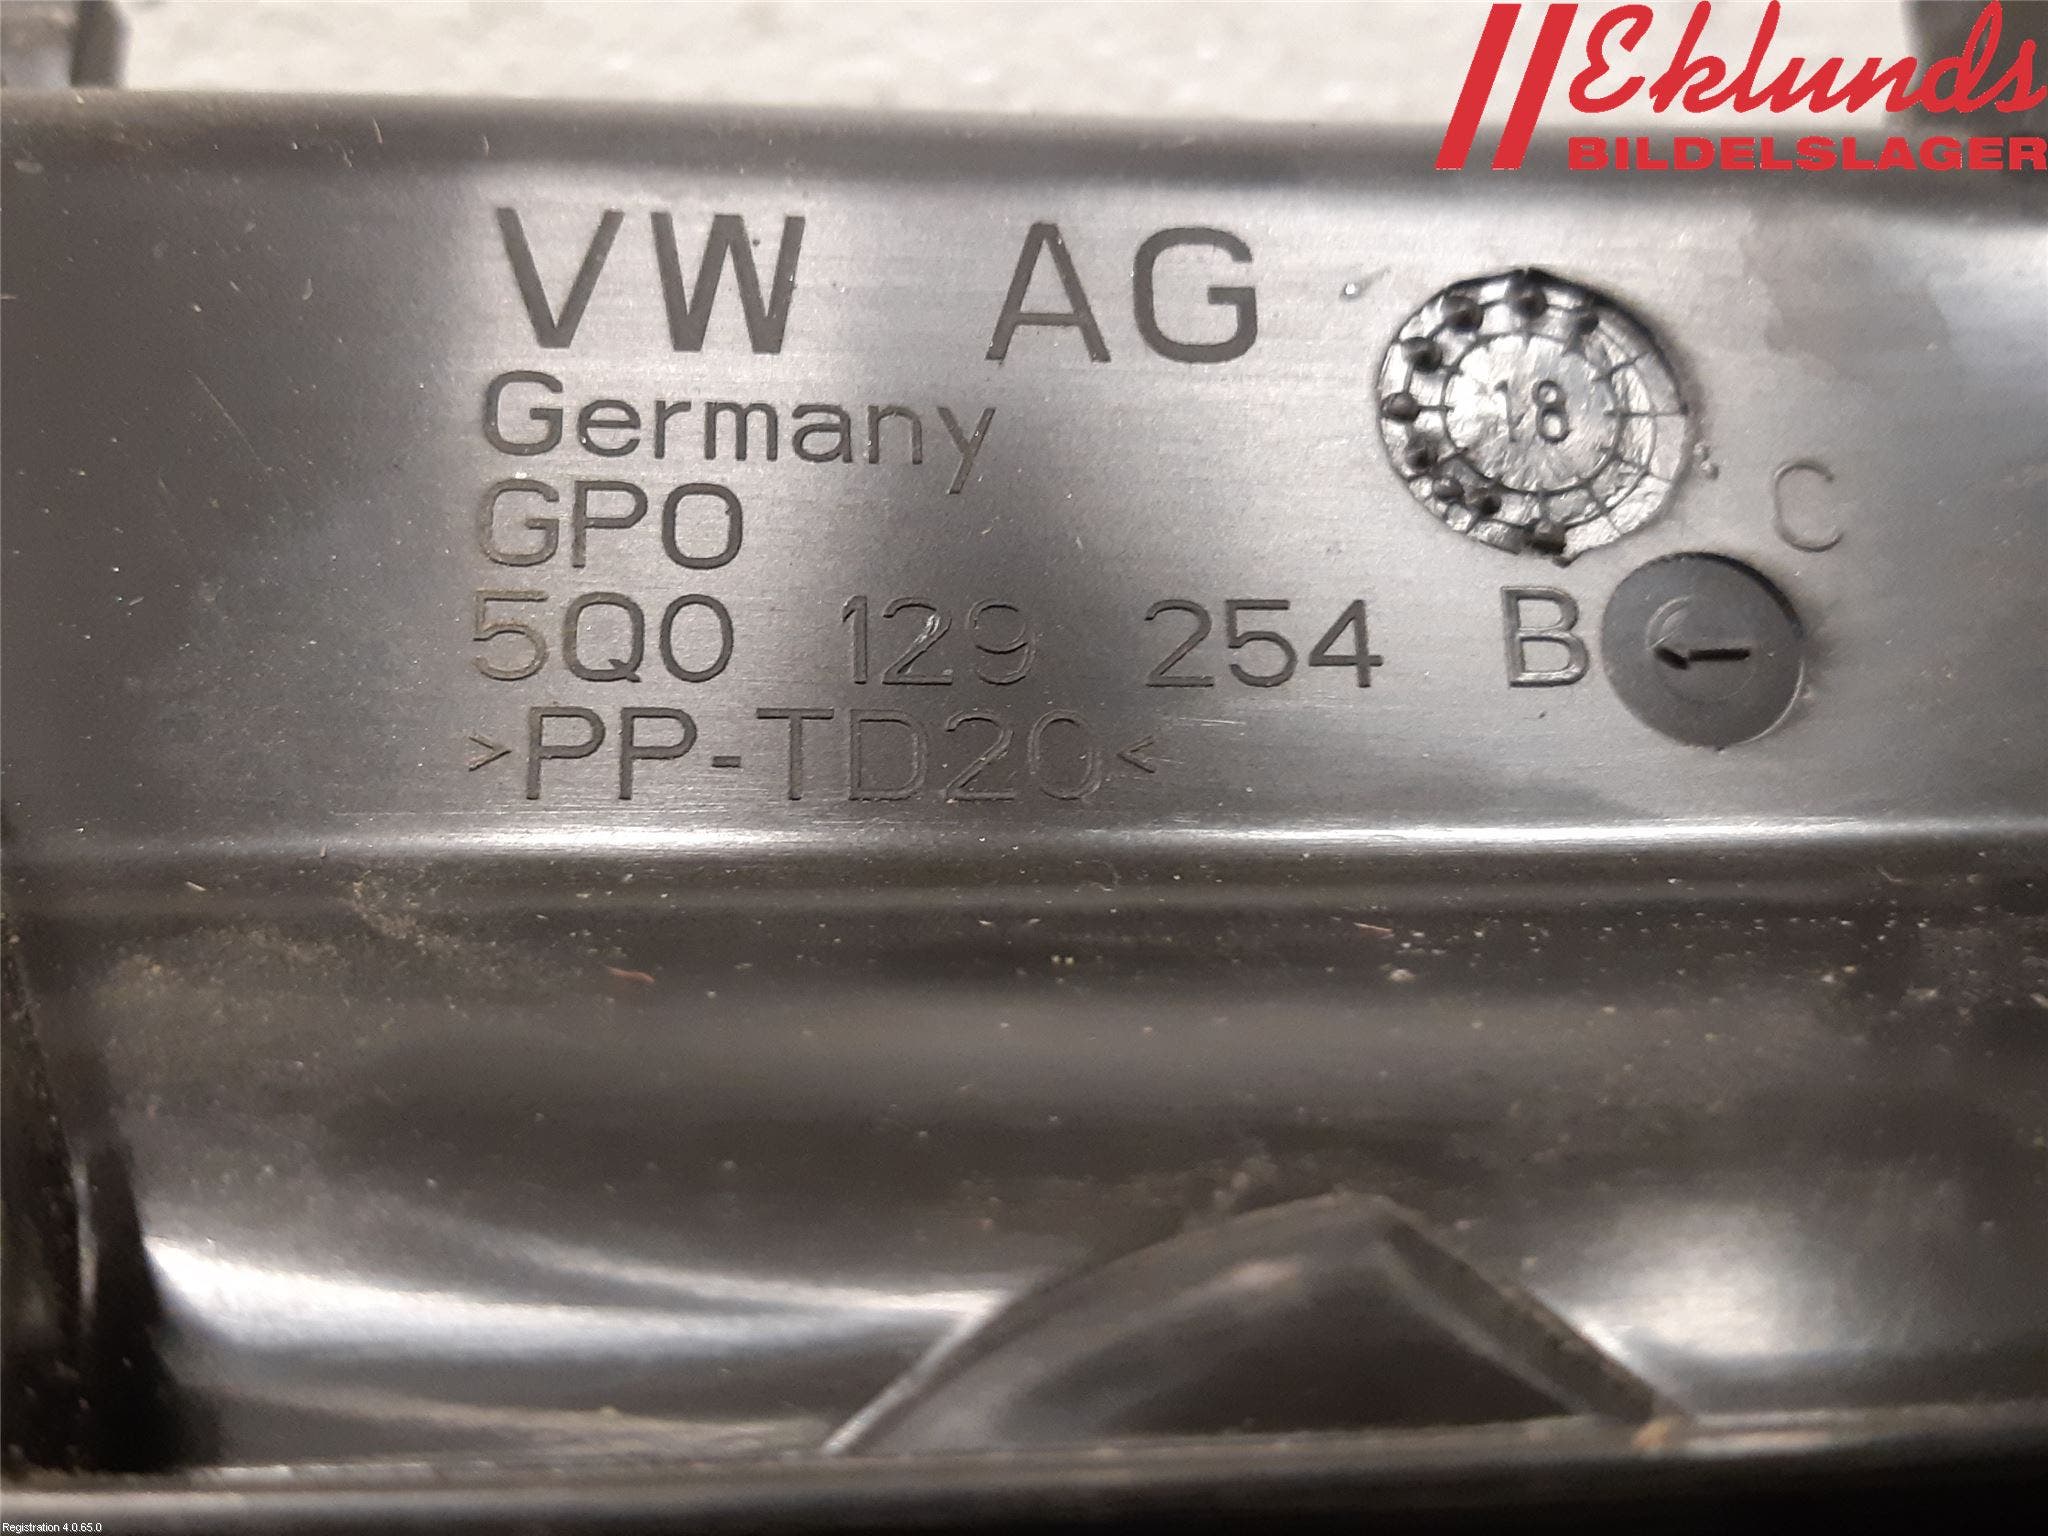 Eklunds
BILDELSLAGER
VW AG
Germany
GPO
5Q0 129 254 B
>PP-TD20<
18
C
Registration 4.0.65.0